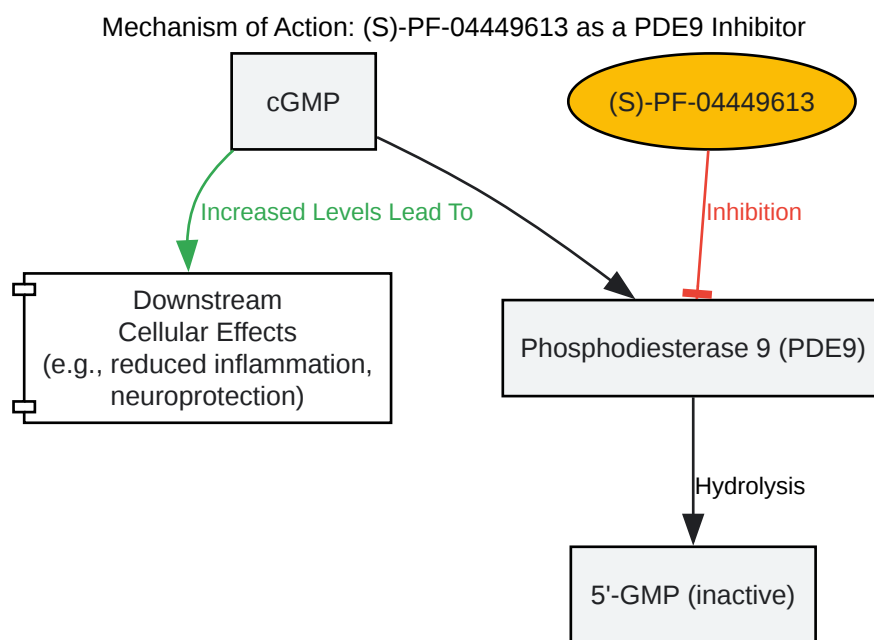 Mechanism of Action: (S)-PF-04449613 as a PDE9 Inhibitor
cGMP
(S)-PF-04449613
Increased Levels Lead To
Inhibition
Downstream
Cellular Effects
(e.g., reduced inflammation,
neuroprotection)
Phosphodiesterase 9 (PDE9)
Hydrolysis
5'-GMP (inactive)